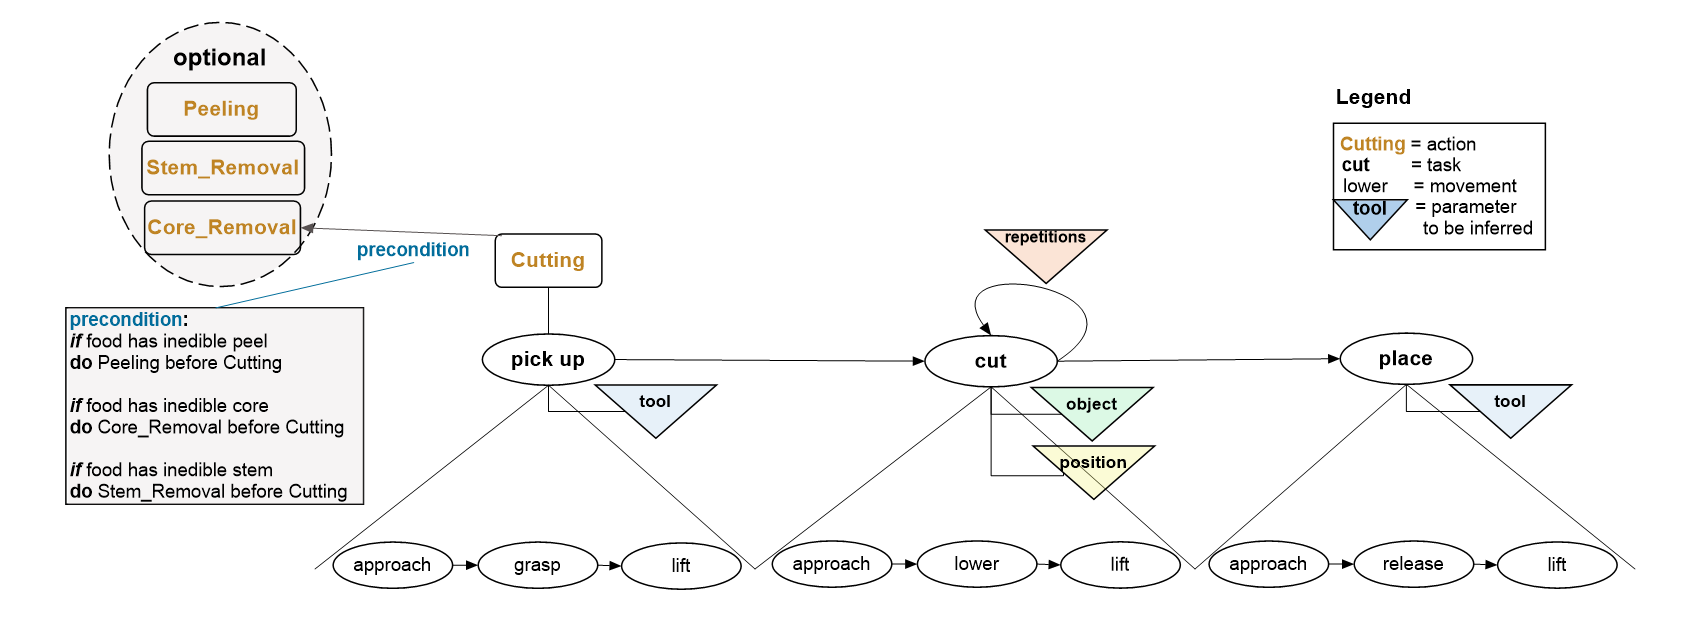 optional
Peeling
Stem_Removal
Core_Removal
precondition
Cutting
precondition:
if food has inedible peel
do Peeling before Cutting
if food has inedible core
do Core_Removal before Cutting
if food has inedible stem
do Stem_Removal before Cutting
repetitions
pick up
cut
place
tool
object
position
tool
approach
grasp
lift
approach
lower
lift
approach
release
lift
Legend
Cutting = action
cut = task
lower = movement
tool = parameter
to be inferred